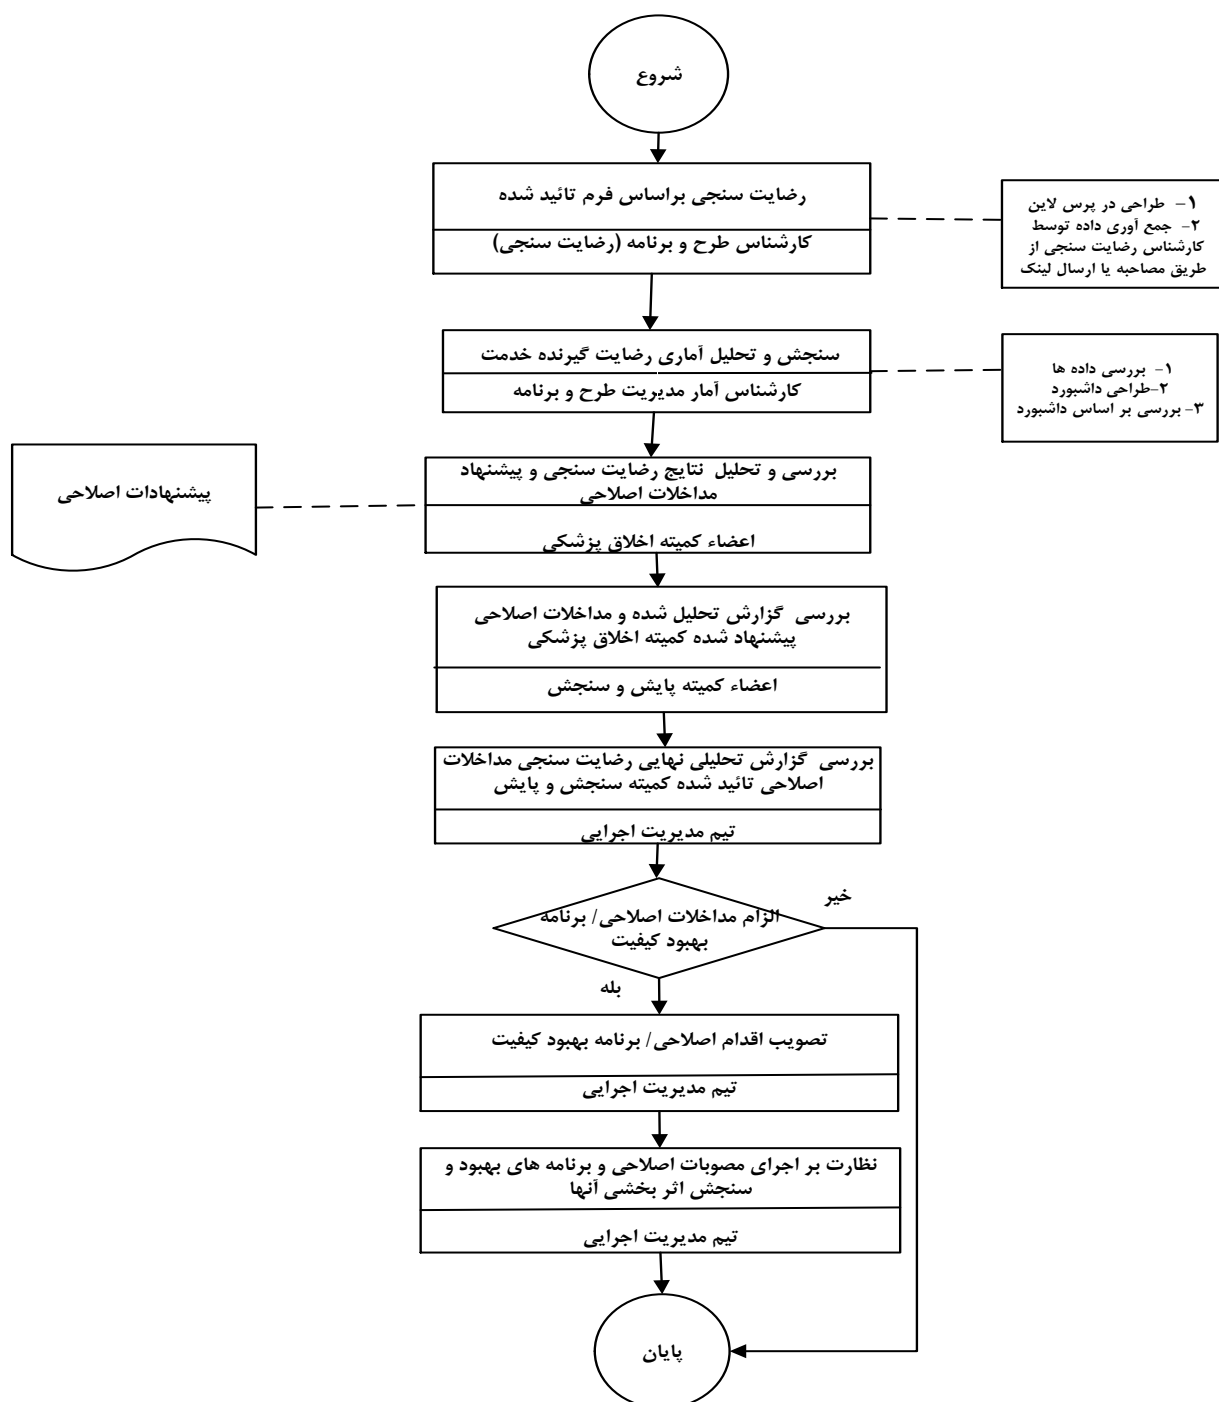 شروع
رضایت سنجی براساس فرم تائید شده
کارشناس طرح و برنامه (رضایت سنجی)
۱- طراحی در پرس لاین
۲- جمع آوری داده توسط
کارشناس رضایت سنجی از
طریق مصاحبه یا ارسال لینک
سنجش و تحلیل آماری رضایت گیرنده خدمت
کارشناس آمار مدیریت طرح و برنامه
۱- بررسی داده ها
۲-طراحی داشبورد
۳- بررسی بر اساس داشبورد
بررسی و تحلیل نتایج رضایت سنجی و پیشنهاد
مداخلات اصلاحی
اعضاء کمیته اخلاق پزشکی
پیشنهادات اصلاحی
بررسی گزارش تحلیل شده و مداخلات اصلاحی
پیشنهاد شده کمیته اخلاق پزشکی
اعضاء کمیته پایش و سنجش
بررسی گزارش تحلیلی نهایی رضایت سنجی مداخلات
اصلاحی تائید شده کمیته سنجش و پایش
تیم مدیریت اجرایی
الزام مداخلات اصلاحی/ برنامه
بهبود کیفیت
خیر
بله
تصویب اقدام اصلاحی/ برنامه بهبود کیفیت
تیم مدیریت اجرایی
نظارت بر اجرای مصوبات اصلاحی و برنامه های بهبود و
سنجش اثر بخشی آنها
تیم مدیریت اجرایی
پایان